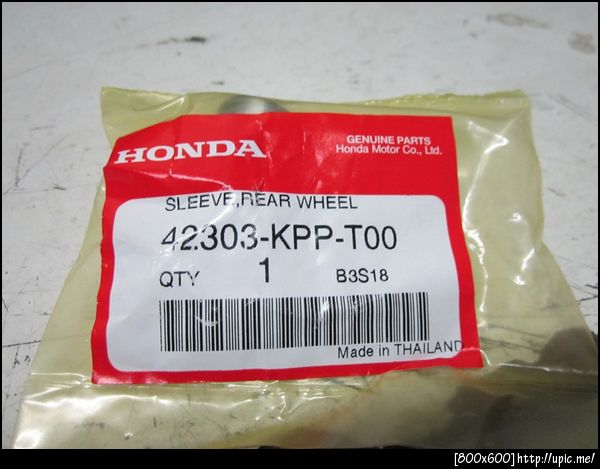 HONDA
GENUINE PARTS
Honda Motor Co., Ltd.
SLEEVE,REAR WHEEL
42303-KPP-T00
QTY 1 B3S18
Made in THAILAND
[800x600]http://upic.me/